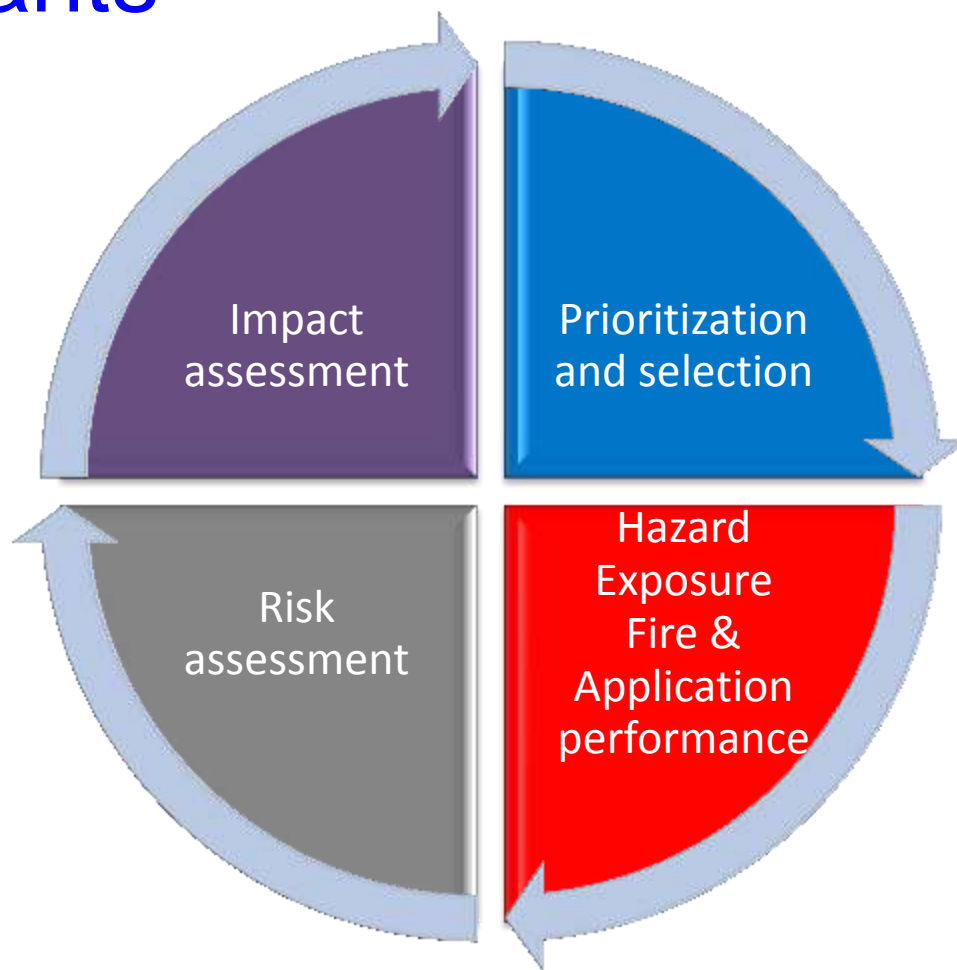 Impact
assessment
Prioritization
and selection
Risk
assessment
Hazard
Exposure
Fire &
Application
performance